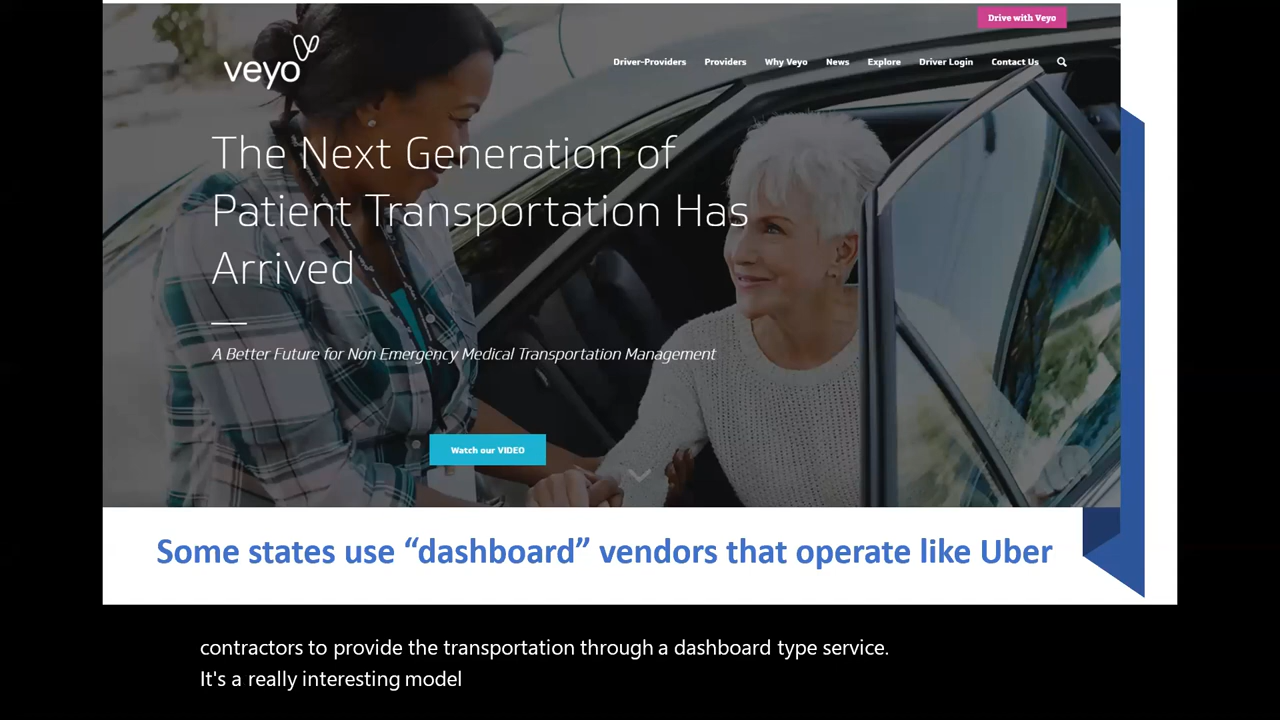 Drive with Veyo
veyo
Driver-Providers Providers Why Veyo News Explore Driver Login Contact Us
The Next Generation of
Patient Transportation Has
Arrived
A Better Future for Non Emergency Medical Transportation Management
Watch our VIDEO
Some states use “dashboard” vendors that operate like Uber
contractors to provide the transportation through a dashboard type service.
It's a really interesting model